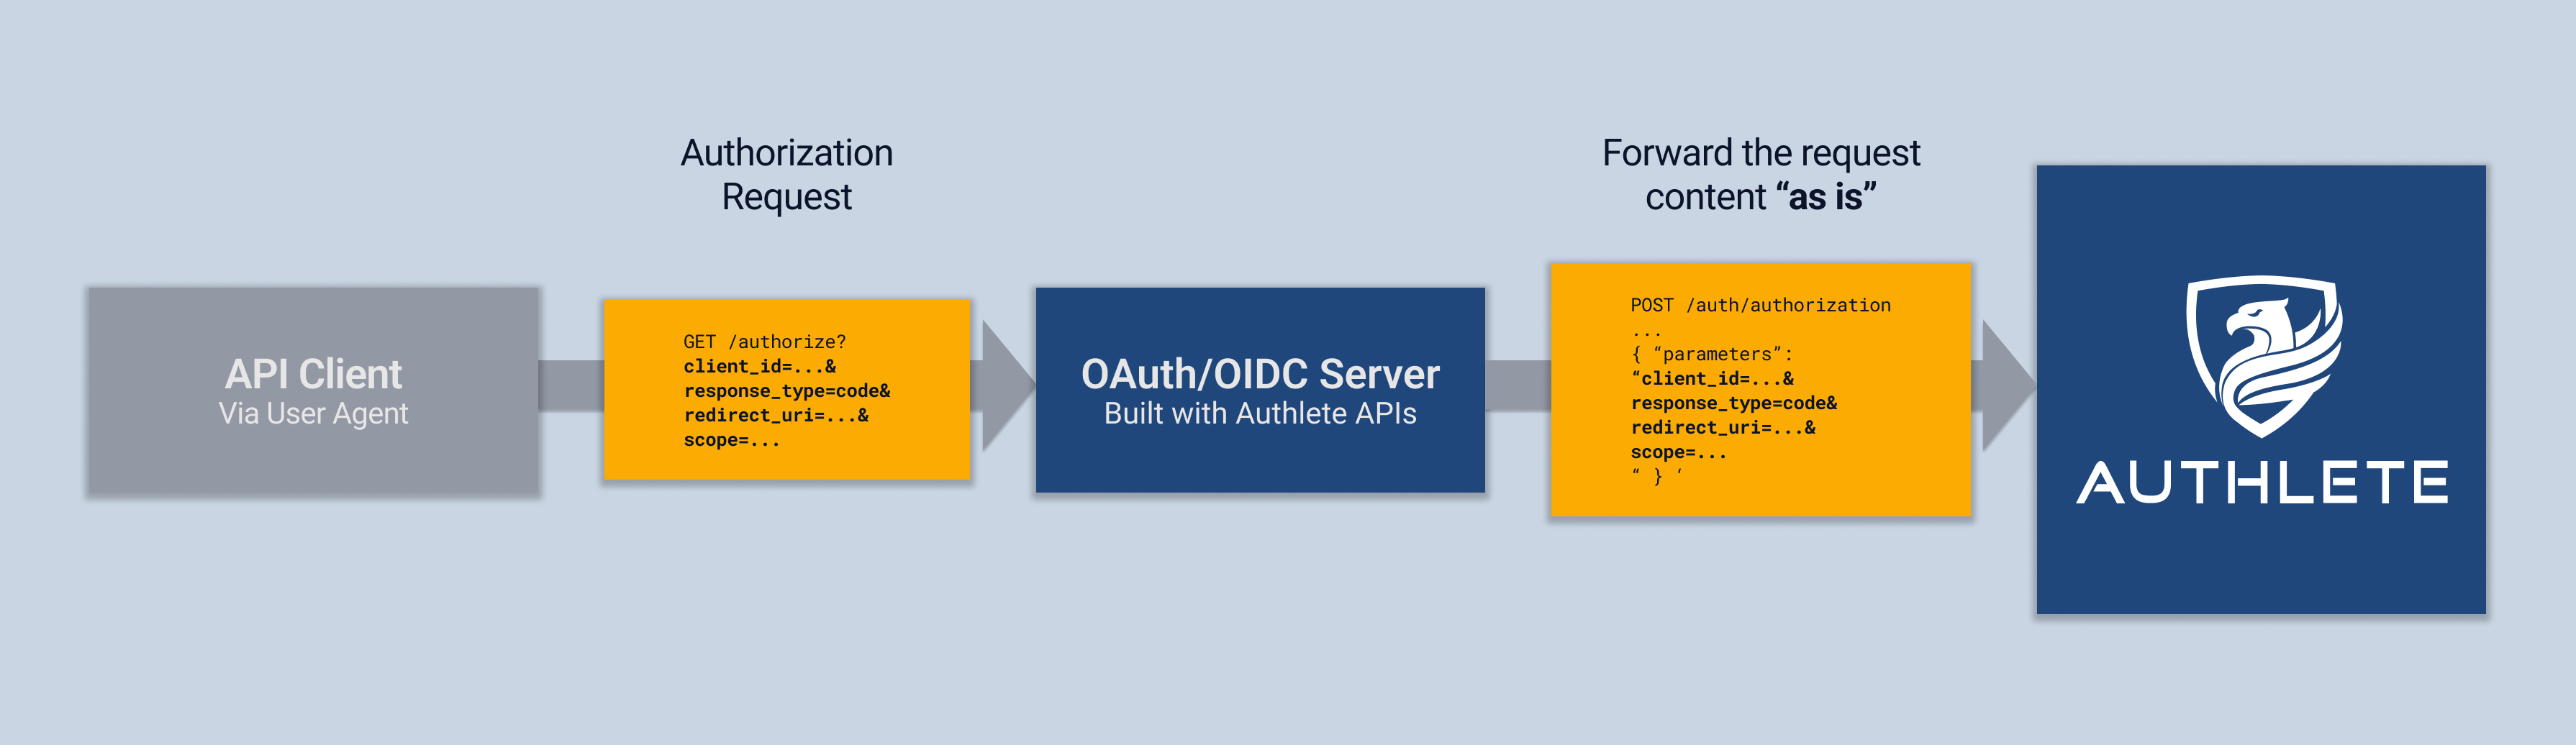 Authorization
Request
Forward the request
content “as is”
API Client
Via User Agent
GET /authorize?
client_id=...&
response_type=code&
redirect_uri=...&
scope=...
OAuth/OIDC Server
Built with Authlete APIs
POST /auth/authorization
...
{ “parameters”:
“client_id=...&
response_type=code&
redirect_uri=...&
scope=...
“ } ‘
AUTHLETE